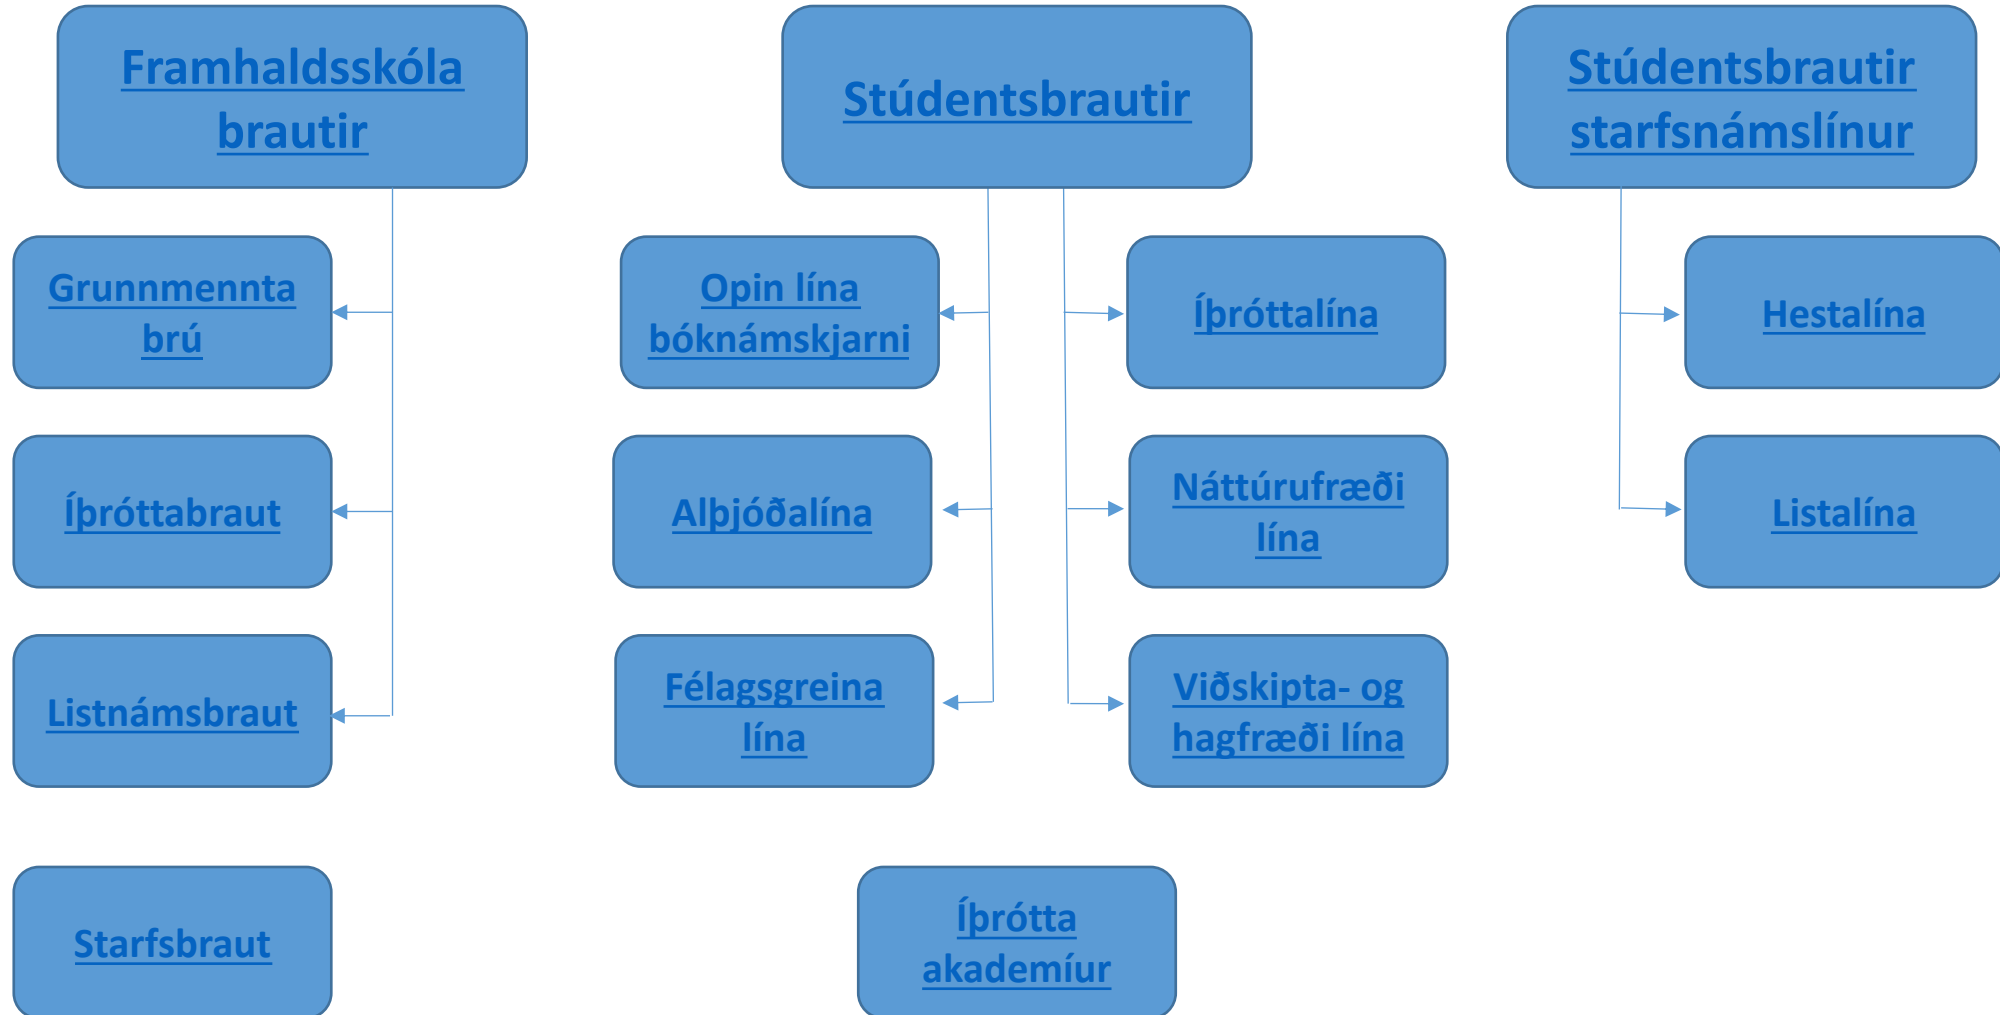 Framhaldsskóla
brautir
Grunnmennta
brú
Íþróttabraut
Listnámsbraut
Starfsbraut
Stúdentsbrautir
Opin lína
bóknámskjarni
Alþjóðalína
Félagsgreina
lína
Íþróttalína
Náttúrufræði
lína
Viðskipta- og
hagfræði lína
Íþrótta
akademíur
Stúdentsbrautir
starfsnámslínur
Hestalína
Listalína